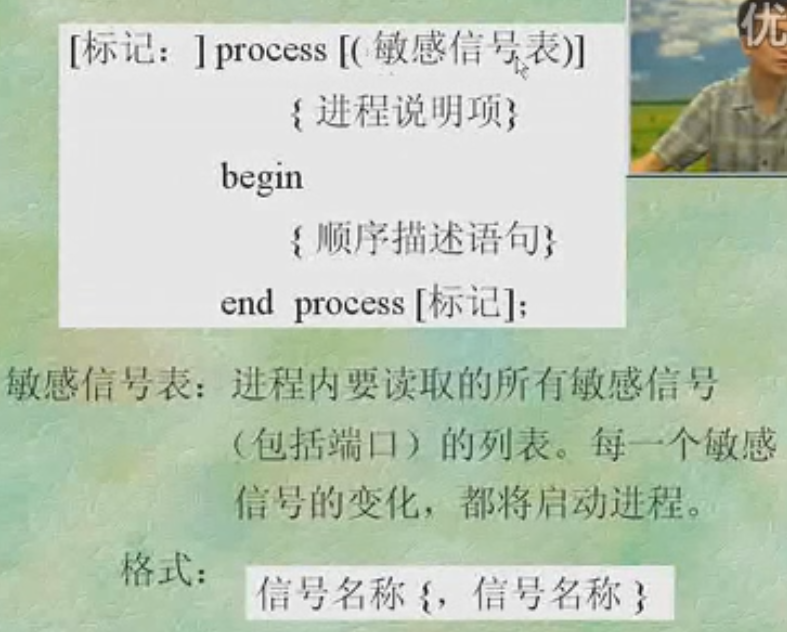 优
[标记：] process [(敏感信号表)]
{ 进程说明项}
begin
{ 顺序描述语句}
end process [标记];
敏感信号表：进程内要读取的所有敏感信号
（包括端口）的列表。每一个敏感
信号的变化，都将启动进程。
格式：
信号名称 {，信号名称 }